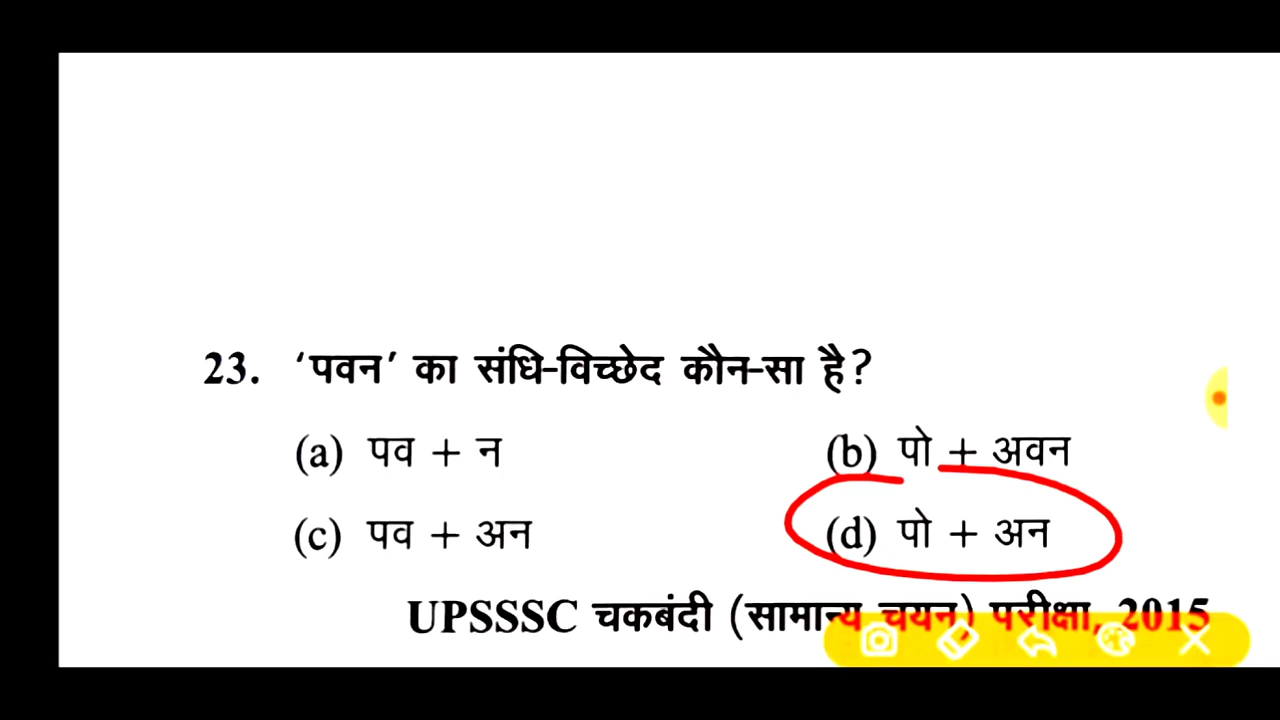 23. ‘पवन’ का संधि-विच्छेद कौन-सा है?
(a) पव + न (b) पो + अवन
(c) पव + अन (d) पो + अन
UPSSSC चकबंदी (सामान्य चयन) परीक्षा, 2015